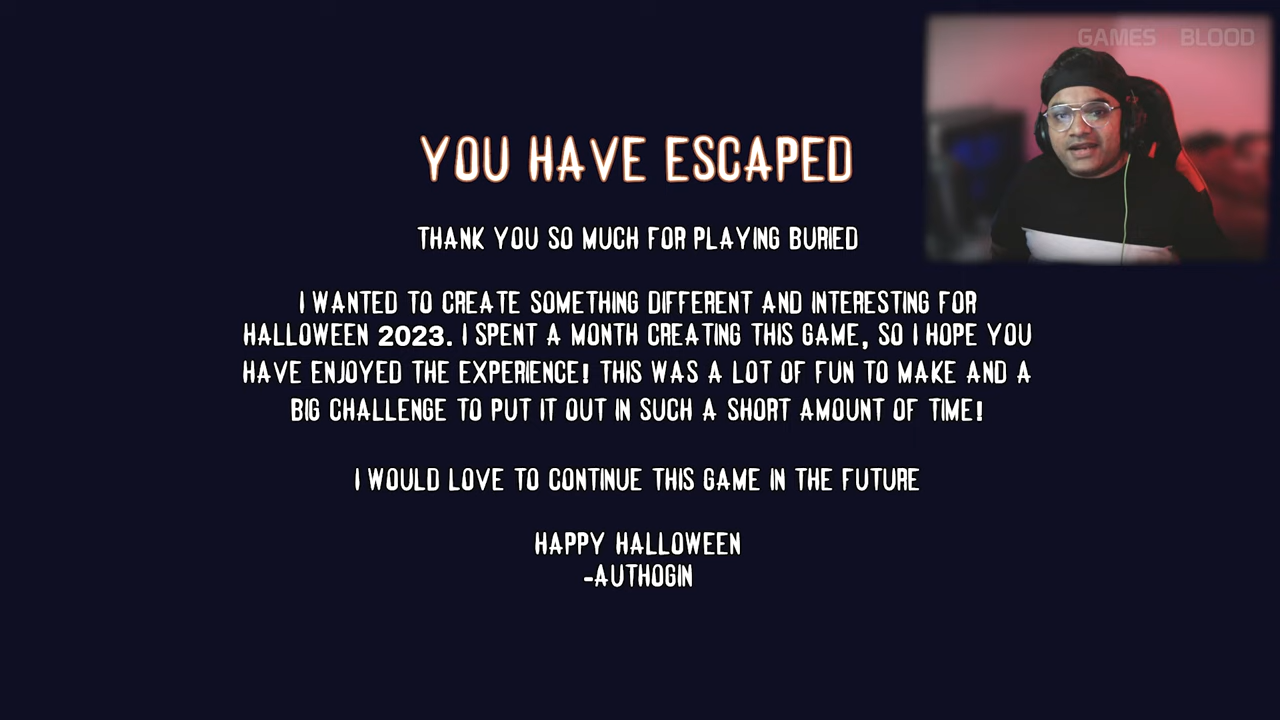 GAMES BLOOD
YOU HAVE ESCAPED
THANK YOU SO MUCH FOR PLAYING BURIED
I WANTED TO CREATE SOMETHING DIFFERENT AND INTERESTING FOR
HALLOWEEN 2023. I SPENT A MONTH CREATING THIS GAME, SO I HOPE YOU
HAVE ENJOYED THE EXPERIENCE! THIS WAS A LOT OF FUN TO MAKE AND A
BIG CHALLENGE TO PUT IT OUT IN SUCH A SHORT AMOUNT OF TIME!
I WOULD LOVE TO CONTINUE THIS GAME IN THE FUTURE
HAPPY HALLOWEEN
-AUTHOGIN